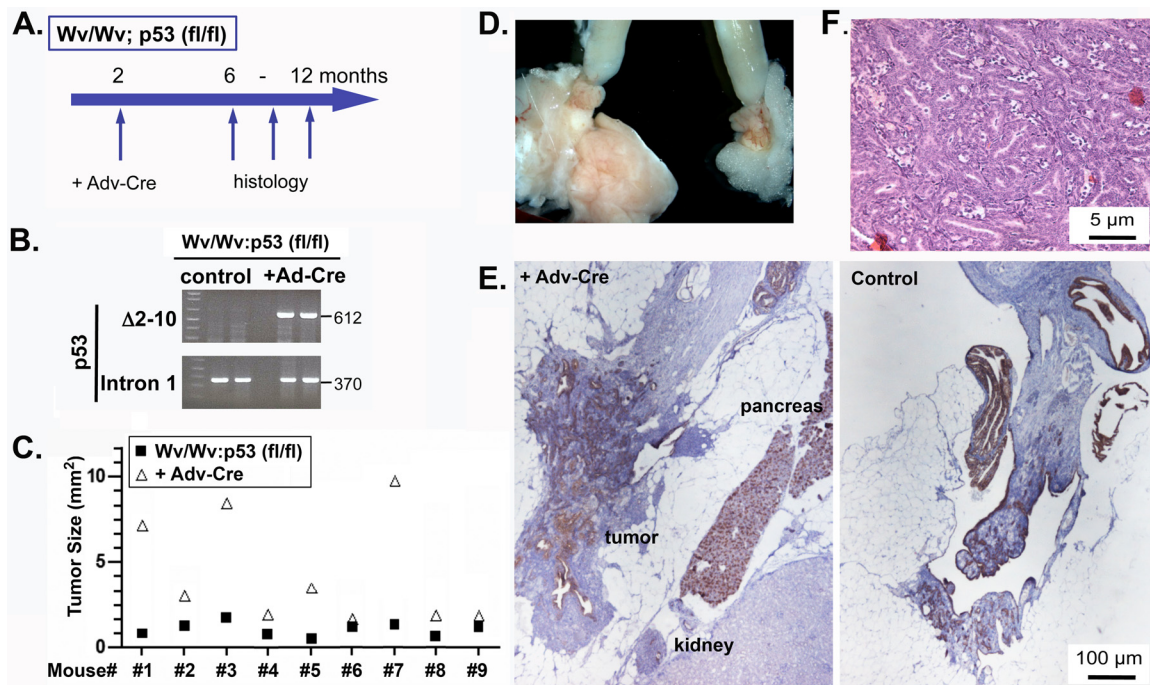 A.
Wv/Wv; p53 (fl/fl)
2 6 - 12 months
+ Adv-Cre histology
B.
Wv/Wv:p53 (fl/fl)
control +Ad-Cre
p53
Δ2-10 612
Intron 1 370
C.
Wv/Wv:p53 (fl/fl)
+ Adv-Cre
Tumor Size (mm²)
10
5
0
Mouse# #1 #2 #3 #4 #5 #6 #7 #8 #9
D.
E.
+ Adv-Cre
pancreas
tumor
kidney
Control
100 µm
F.
5 µm